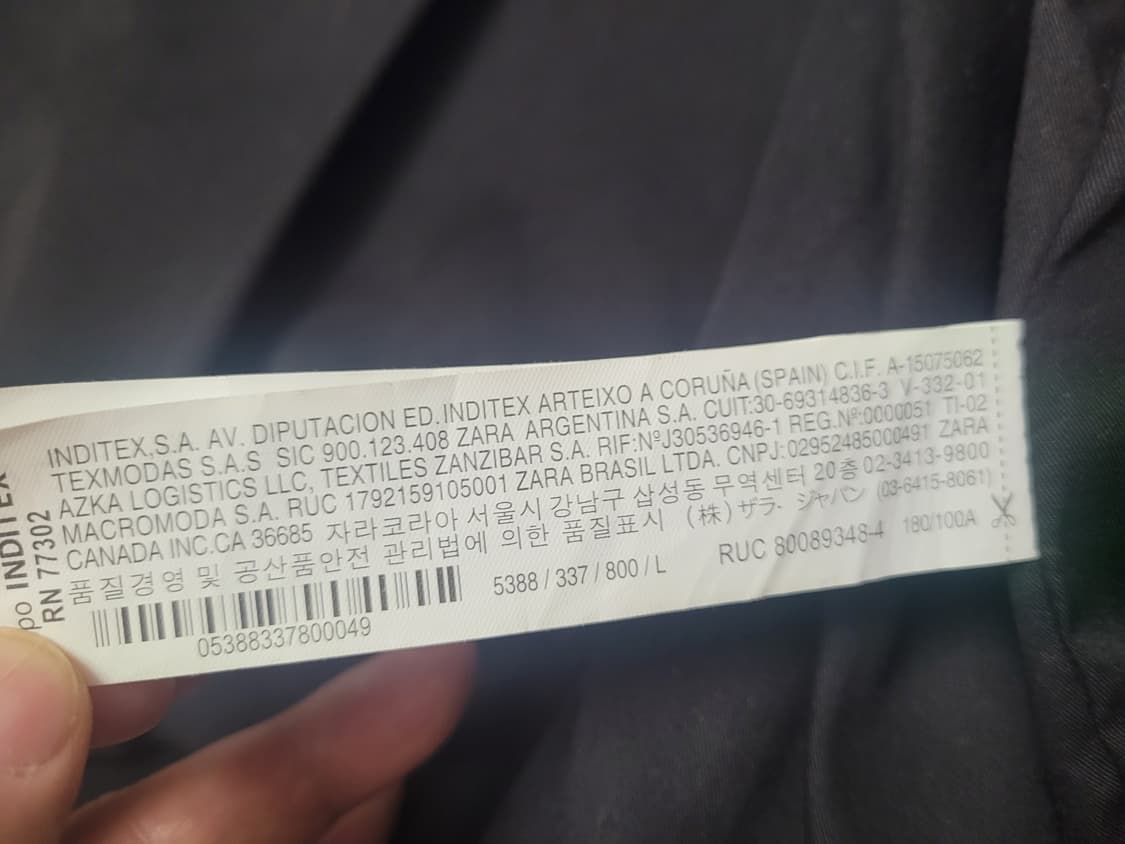 INDITEX,S.A. AV. DIPUTACION ED.INDITEX ARTEIXO A CORUÑA (SPAIN) C.I.F. A-15075062
TEXMODAS S.A.S SIC 900.123.408 ZARA ARGENTINA S.A. CUIT:30-69314836-3 V-332-01
AZKA LOGISTICS LLC, TEXTILES ZANZIBAR S.A. RIF:NºJ30536946-1 REG.Nº:0000051 TI-02
MACROMODA S.A. RUC 1792159105001 ZARA BRASIL LTDA. CNPJ:02952485000491 ZARA
CANADA INC.CA 36685 자라코리아 서울시 강남구 삼성동 무역센터 20층 02-3413-9800
품질경영 및 공산품안전 관리법에 의한 품질표시 (株)ザラ・ジャパン (03-6415-8061)
05388337800049
5388 / 337 / 800 / L
RUC 80089348-4 180/100A
INDITEX
RN 77302